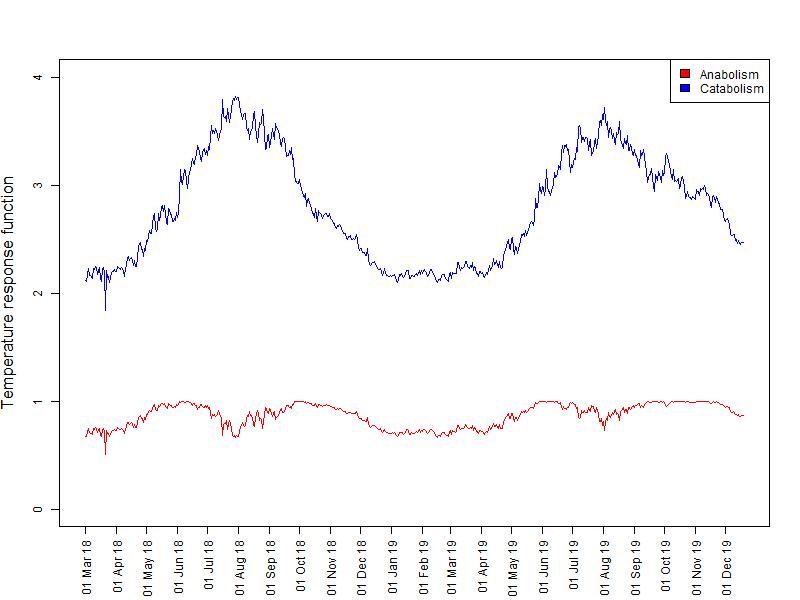 Temperature response function
4
3
2
1
0
Anabolism
Catabolism
01 Mar 18
01 Apr 18
01 May 18
01 Jun 18
01 Jul 18
01 Aug 18
01 Sep 18
01 Oct 18
01 Nov 18
01 Dec 18
01 Jan 19
01 Feb 19
01 Mar 19
01 Apr 19
01 May 19
01 Jun 19
01 Jul 19
01 Aug 19
01 Sep 19
01 Oct 19
01 Nov 19
01 Dec 19